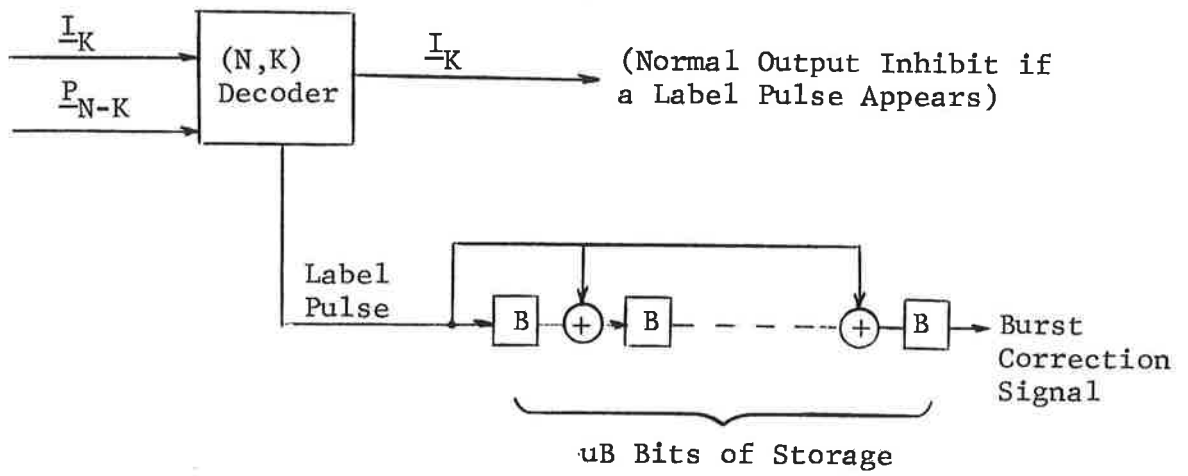 I_K
(N,K)
Decoder
P_N-K
I_K
(Normal Output Inhibit if
a Label Pulse Appears)
Label
Pulse
B
+
B
+
B
Burst
Correction
Signal
uB Bits of Storage